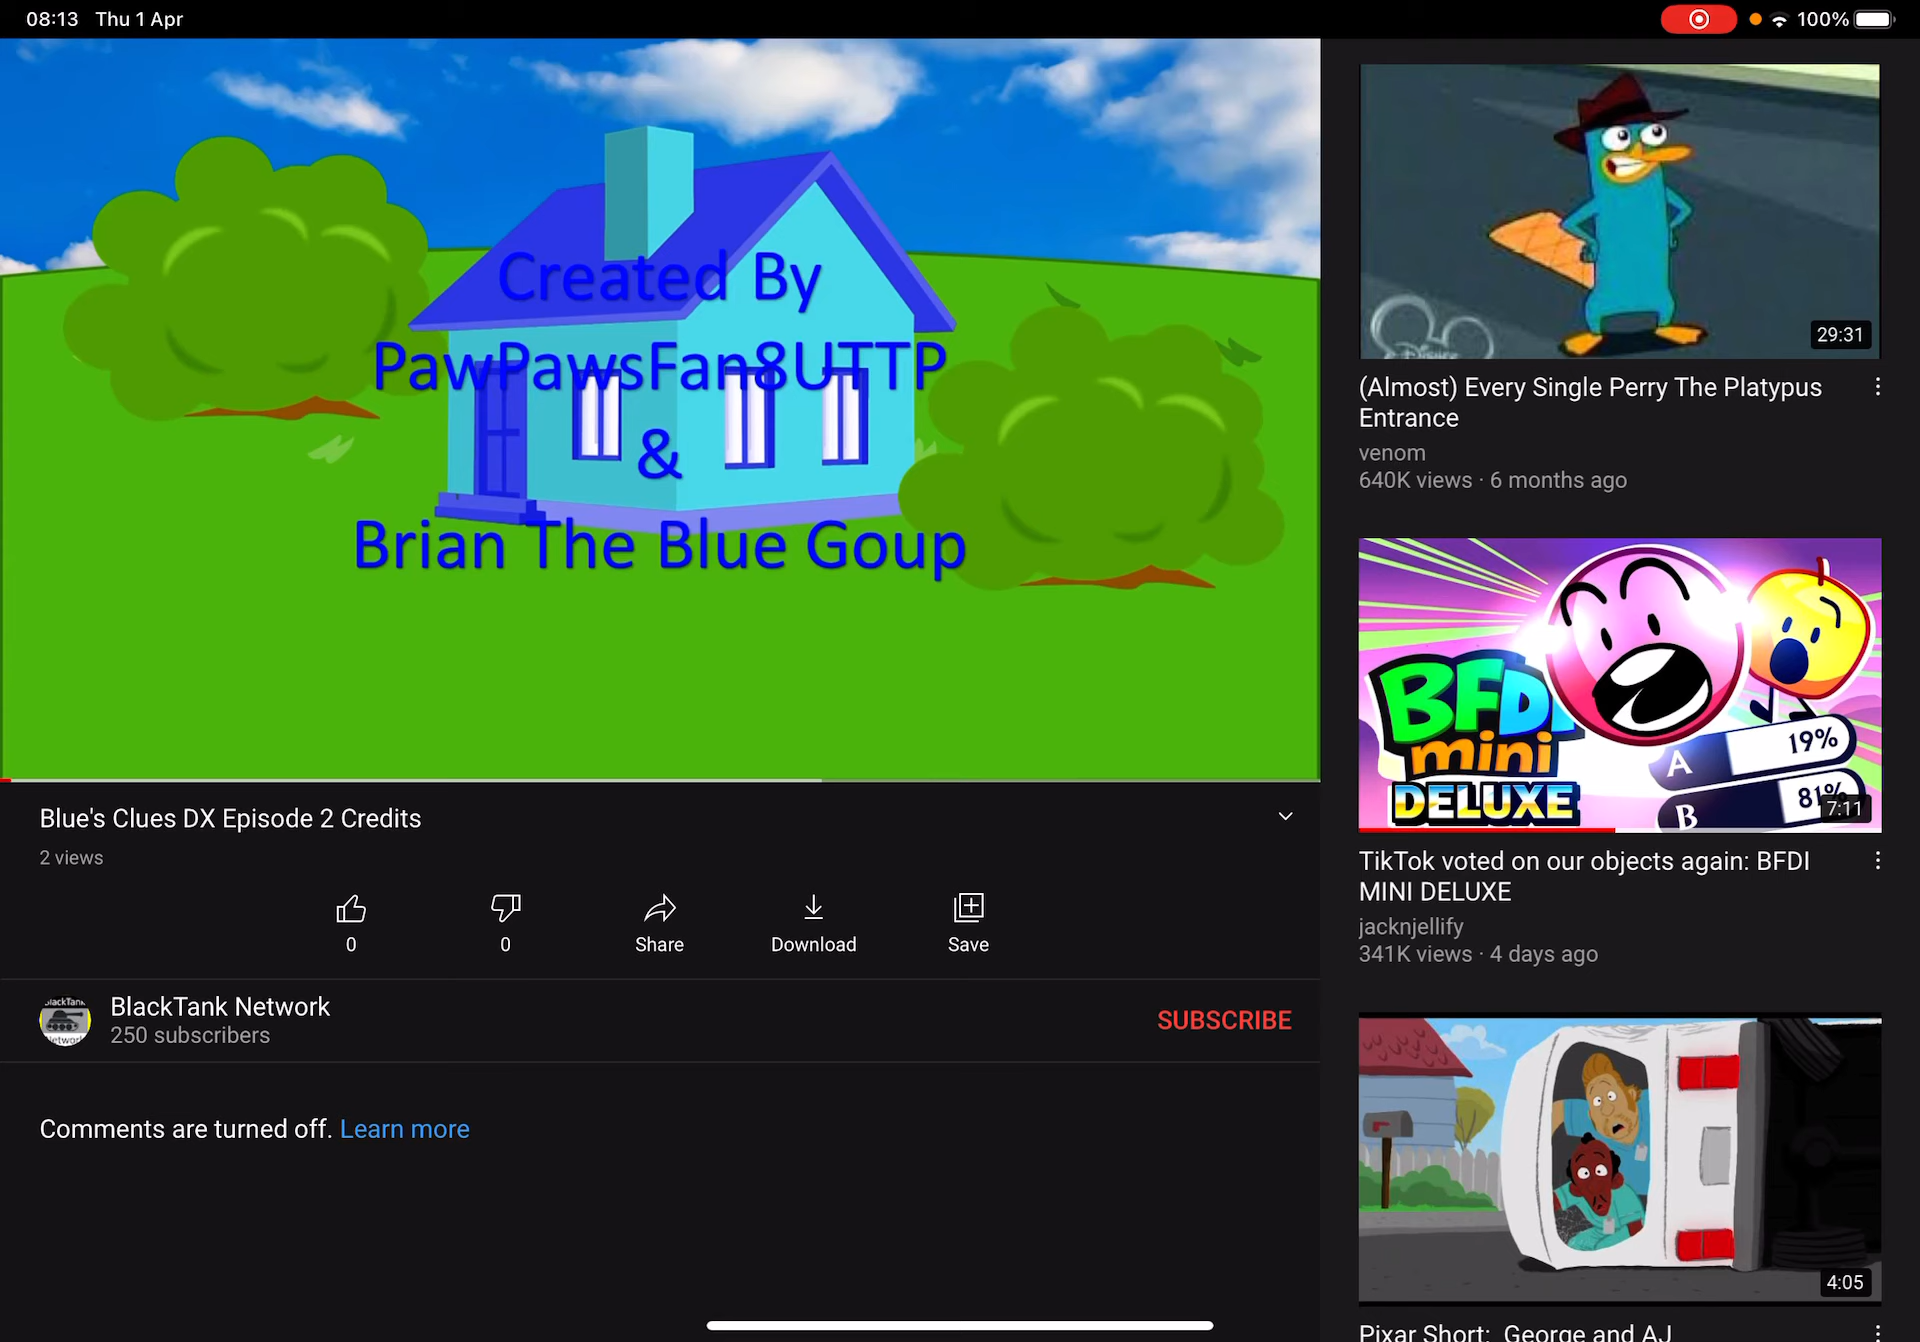 08:13 Thu 1 Apr
100%
Created By
PawPawsFan8UTTP
&
Brian The Blue Goup
Blue's Clues DX Episode 2 Credits
2 views
0
0
Share
Download
Save
BlackTank
Network
BlackTank Network
250 subscribers
SUBSCRIBE
Comments are turned off. Learn more
DISNEY
29:31
(Almost) Every Single Perry The Platypus
Entrance
venom
640K views · 6 months ago
BFDI
mini
DELUXE
A 19%
B 81%
7:11
TikTok voted on our objects again: BFDI
MINI DELUXE
jacknjellify
341K views · 4 days ago
4:05
Pixar Short: George and AJ